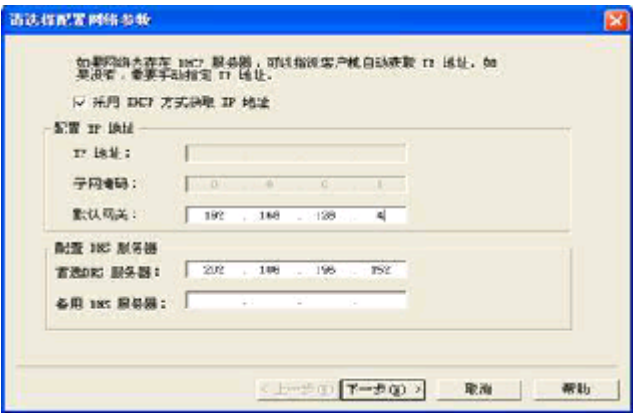 请选择配置网络参数
如果网络上存在 DHCP 服务器，可以指派客户机自动获取 IP 地址。如
果没有，需要手动指定 IP 地址。
采用 DHCP 方式获取 IP 地址
配置 IP 地址
IP 地址：
子网掩码：
默认网关： 192 . 168 . 128 .
配置 DNS 服务器
首选DNS 服务器： 202 . 106 . 196 .
备用 DNS 服务器：
<上一步(B) 下一步(N) > 取消 帮助